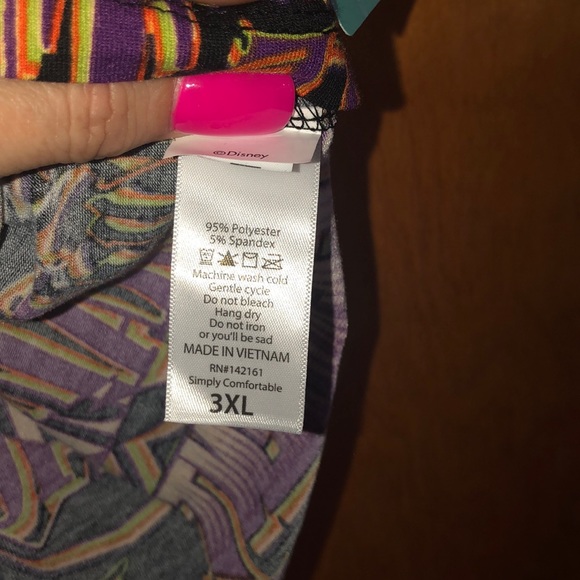 ©Disney
95% Polyester
5% Spandex
Machine wash cold
Gentle cycle
Do not bleach
Hang dry
Do not iron
or you'll be sad
MADE IN VIETNAM
RN#142161
Simply Comfortable
3XL